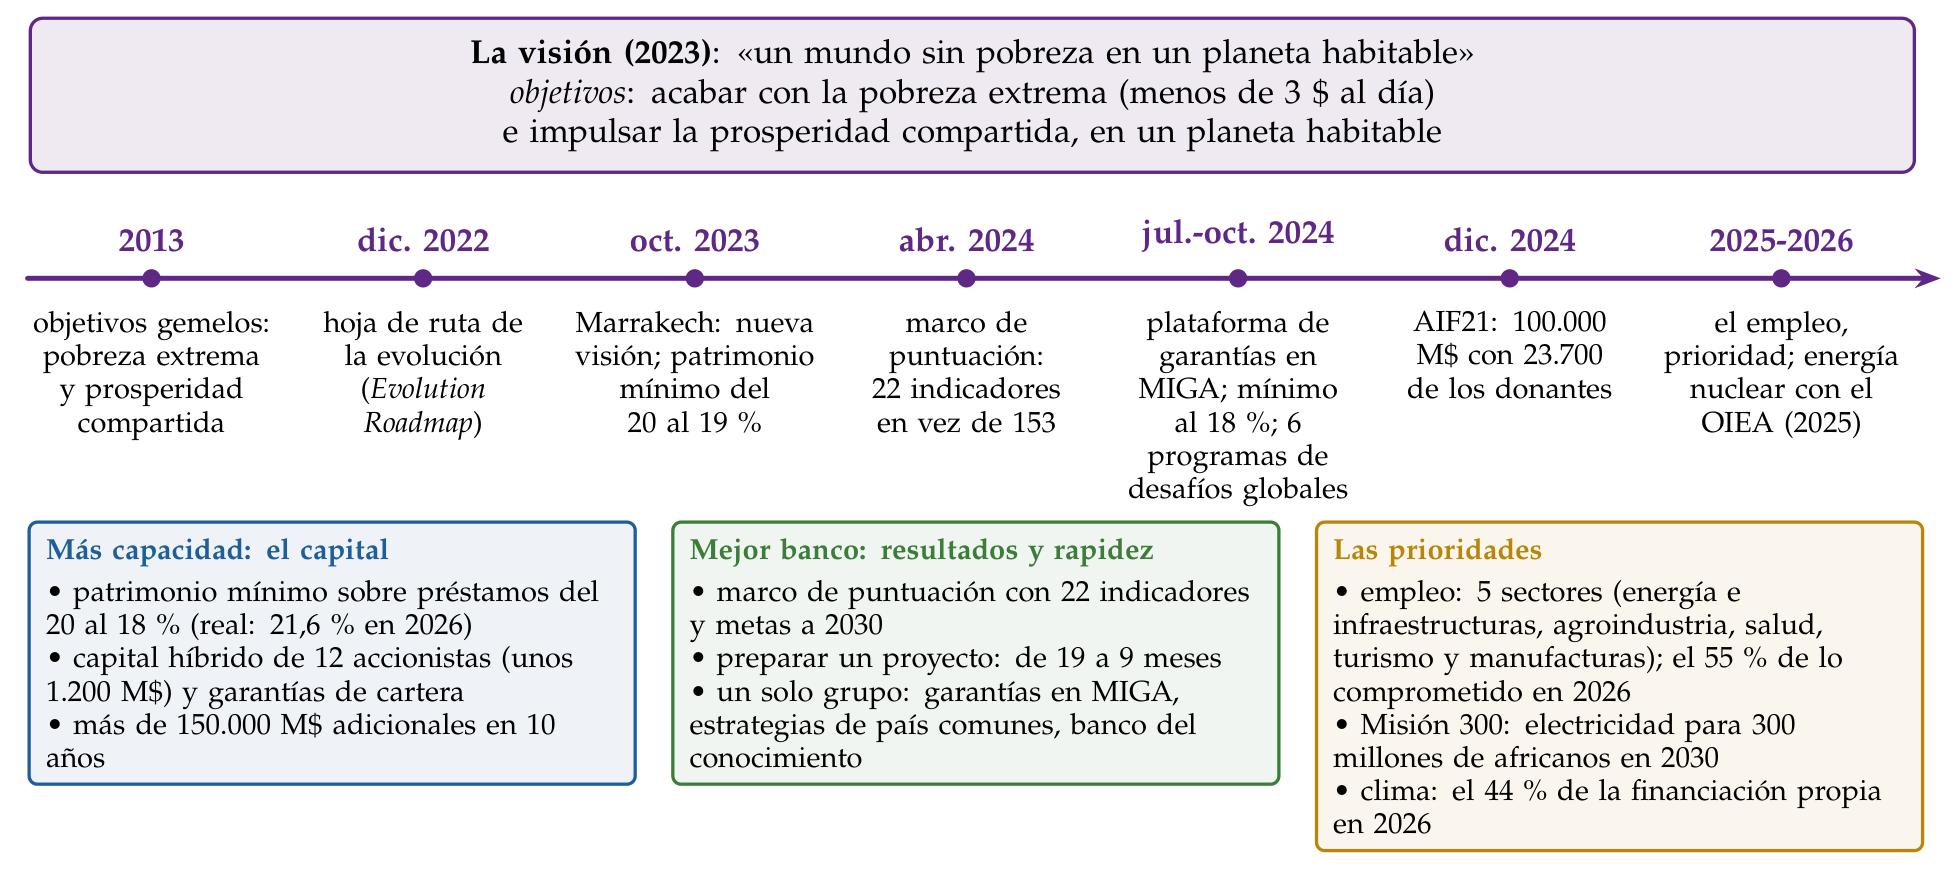 La visión (2023): «un mundo sin pobreza en un planeta habitable»
objetivos: acabar con la pobreza extrema (menos de 3 $ al día)
e impulsar la prosperidad compartida, en un planeta habitable
2013
objetivos gemelos:
pobreza extrema
y prosperidad
compartida
dic. 2022
hoja de ruta de
la evolución
(Evolution
Roadmap)
oct. 2023
Marrakech: nueva
visión; patrimonio
mínimo del
20 al 19 %
abr. 2024
marco de
puntuación:
22 indicadores
en vez de 153
jul.-oct. 2024
plataforma de
garantías en
MIGA; mínimo
al 18 %; 6
programas de
desafíos globales
dic. 2024
AIF21: 100.000
M$ con 23.700
de los donantes
2025-2026
el empleo,
prioridad; energía
nuclear con el
OIEA (2025)
Más capacidad: el capital
• patrimonio mínimo sobre préstamos del
20 al 18 % (real: 21,6 % en 2026)
• capital híbrido de 12 accionistas (unos
1.200 M$) y garantías de cartera
• más de 150.000 M$ adicionales en 10
años
Mejor banco: resultados y rapidez
• marco de puntuación con 22 indicadores
y metas a 2030
• preparar un proyecto: de 19 a 9 meses
• un solo grupo: garantías en MIGA,
estrategias de país comunes, banco del
conocimiento
Las prioridades
• empleo: 5 sectores (energía e
infraestructuras, agroindustria, salud,
turismo y manufacturas); el 55 % de lo
comprometido en 2026
• Misión 300: electricidad para 300
millones de africanos en 2030
• clima: el 44 % de la financiación propia
en 2026